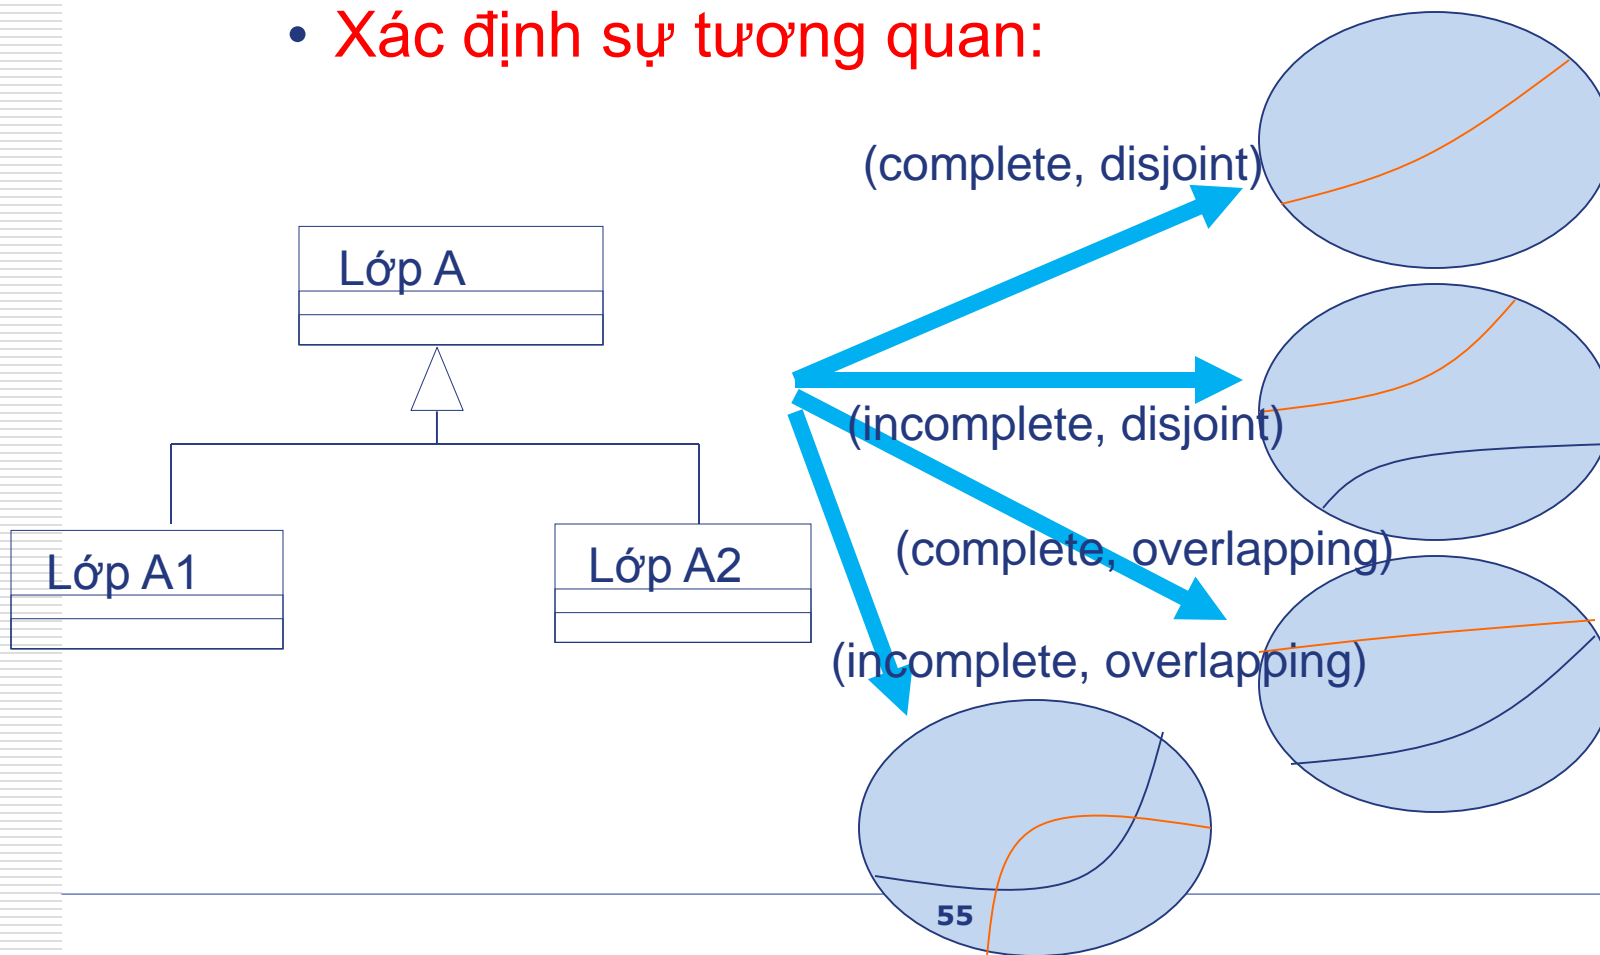 • Xác định sự tương quan:
(complete, disjoint)
Lớp A
(incomplete, disjoint)
(complete, overlapping)
Lớp A1
Lớp A2
(incomplete, overlapping)
55